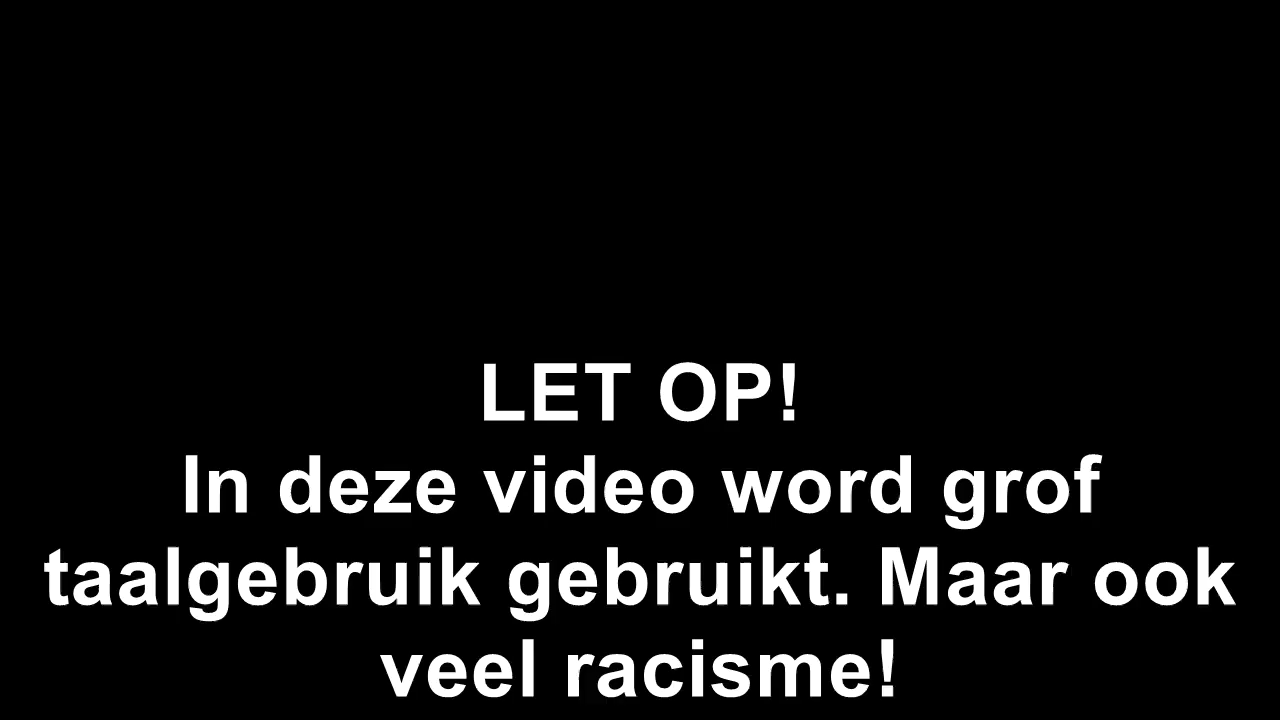 LET OP!
In deze video word grof
taalgebruik gebruikt. Maar ook
veel racisme!